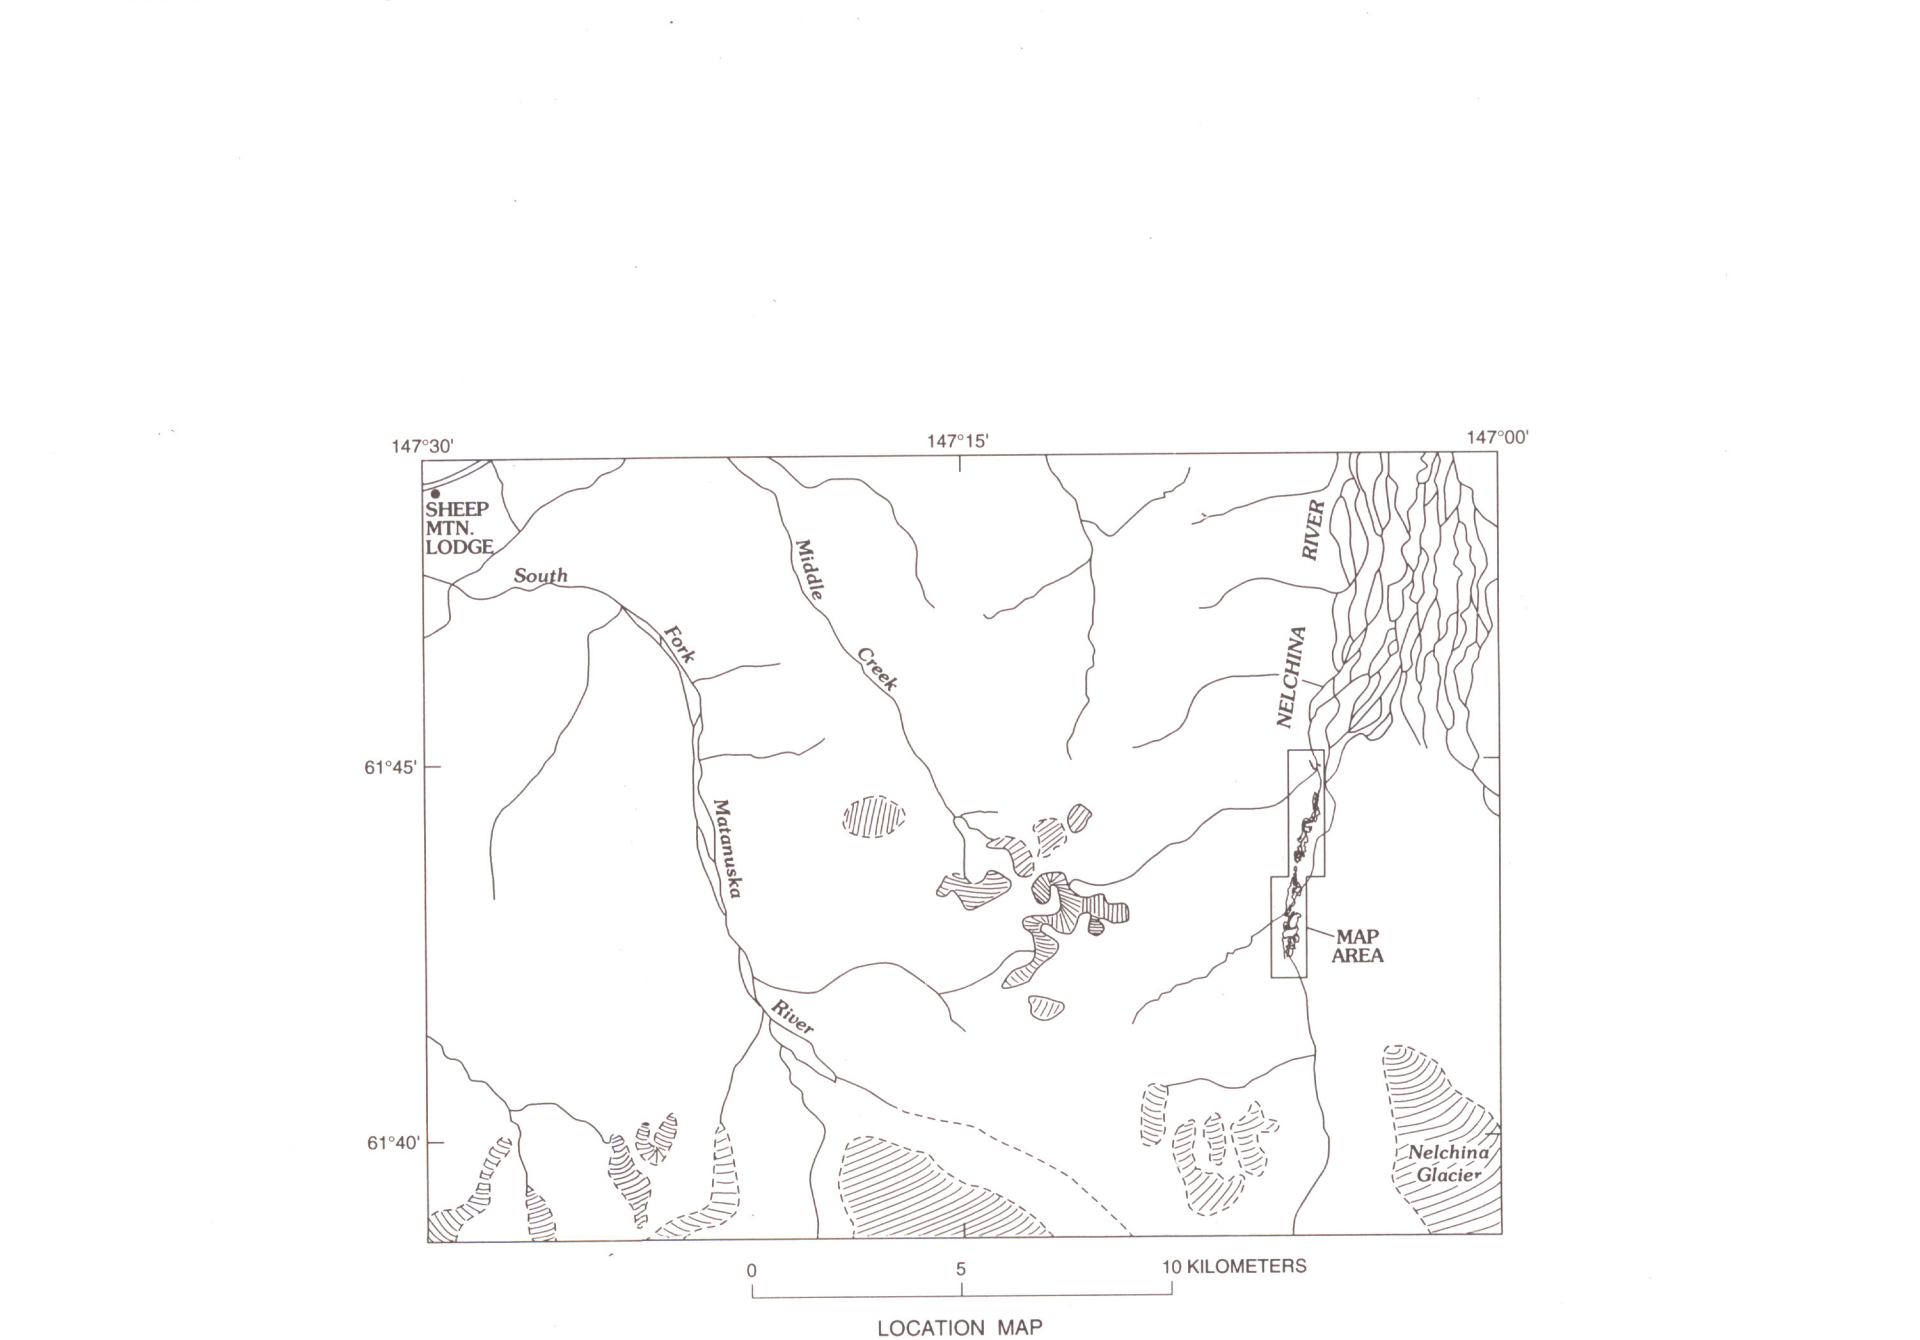 147°30'
147°15'
147°00'
SHEEP
MTN.
LODGE
South
Fork
Matanuska
River
Middle
Creek
RIVER
NELCHINA
61°45'
MAP
AREA
61°40'
Nelchina
Glacier
0 5 10 KILOMETERS
LOCATION MAP